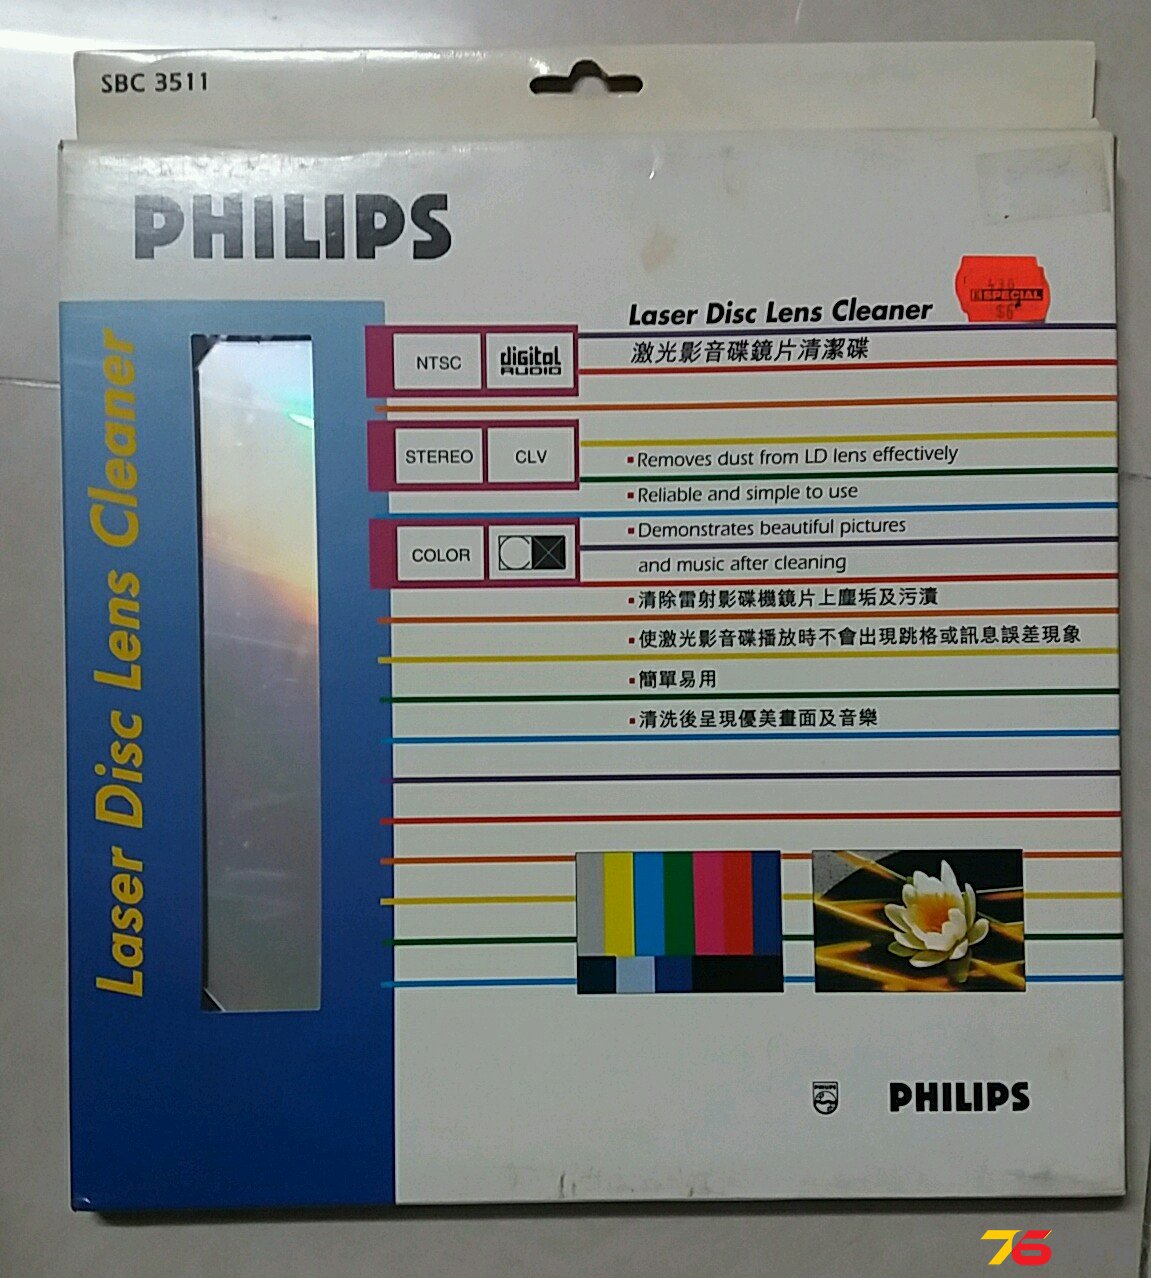 SBC 3511
PHILIPS
Laser Disc Lens Cleaner
ESPECIAL
$6
Laser Disc Lens Cleaner
激光影音碟鏡片清潔碟
NTSC
digital AUDIO
STEREO
CLV
COLOR
▪Removes dust from LD lens effectively
▪Reliable and simple to use
▪Demonstrates beautiful pictures
and music after cleaning
▪清除雷射影碟機鏡片上塵垢及污漬
▪使激光影音碟播放時不會出現跳格或訊息誤差現象
▪簡單易用
▪清洗後呈現優美畫面及音樂
PHILIPS
PHILIPS
76